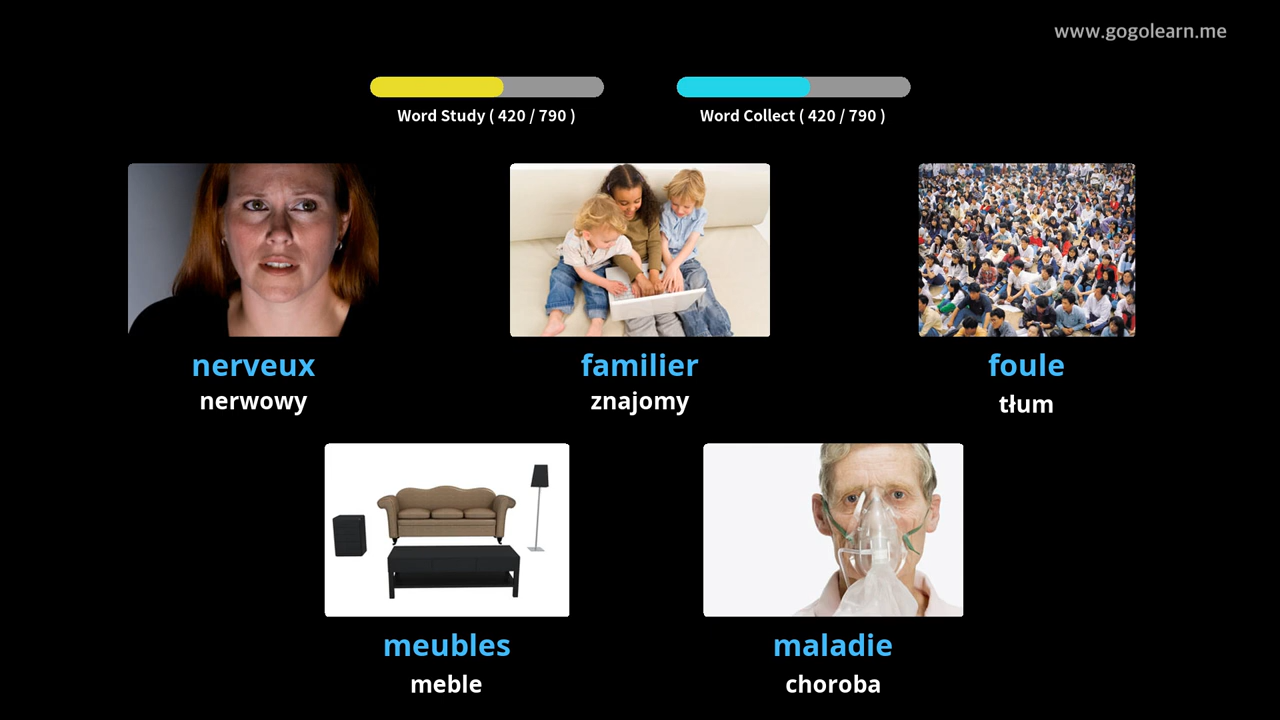 www.gogolearn.me
Word Study ( 420 / 790 )
Word Collect ( 420 / 790 )
nerveux
nerwowy
familier
znajomy
foule
tłum
meubles
meble
maladie
choroba